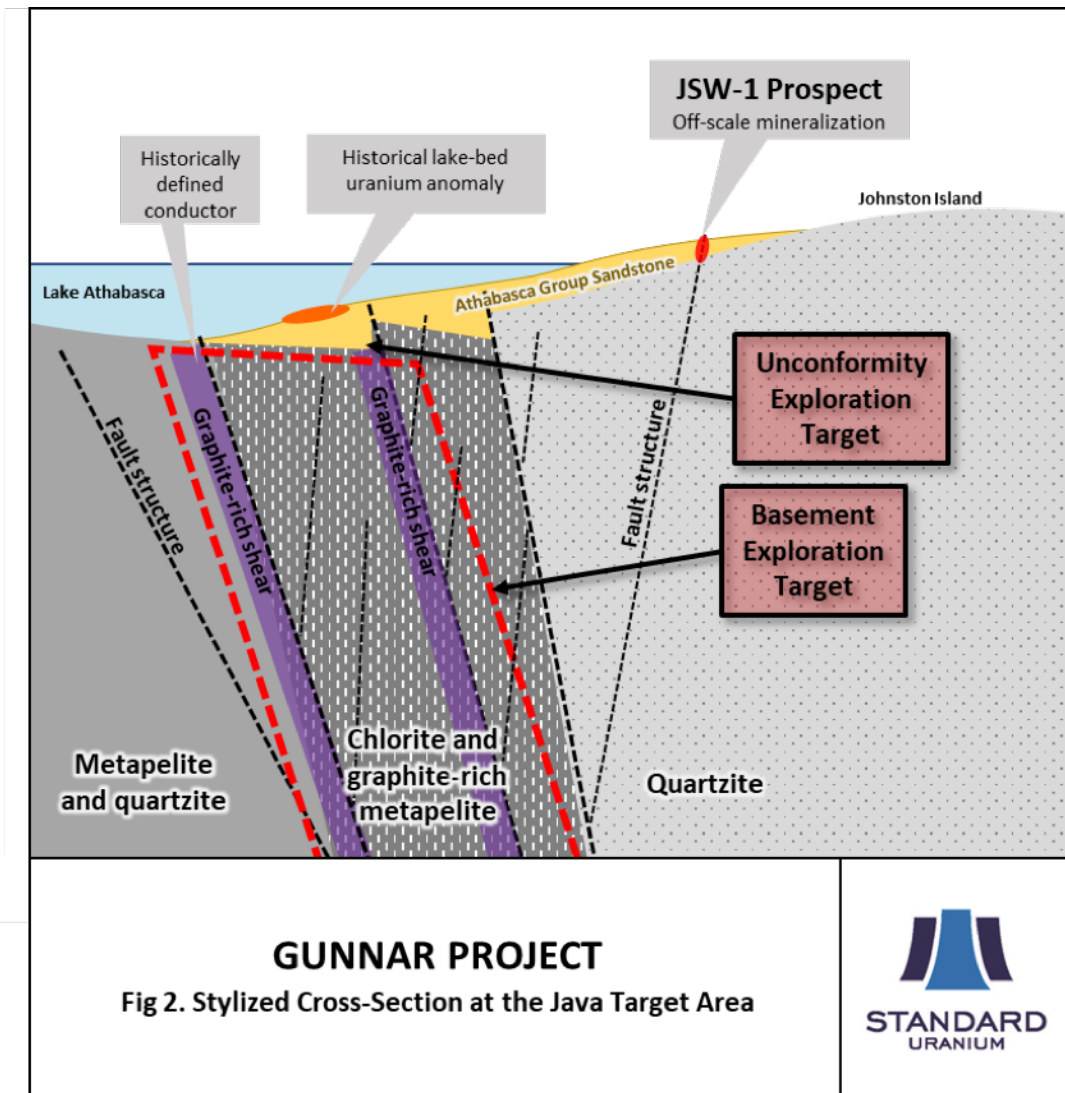 JSW-1 Prospect
Off-scale mineralization
Historically
defined
conductor
Historical lake-bed
uranium anomaly
Johnston Island
Lake Athabasca
Athabasca Group Sandstone
Unconformity
Exploration
Target
Fault structure
Graphite-rich shear
Graphite-rich shear
Fault structure
Basement
Exploration
Target
Metapelite
and quartzite
Chlorite and
graphite-rich
metapelite
Quartzite
GUNNAR PROJECT
Fig 2. Stylized Cross-Section at the Java Target Area
STANDARD
URANIUM